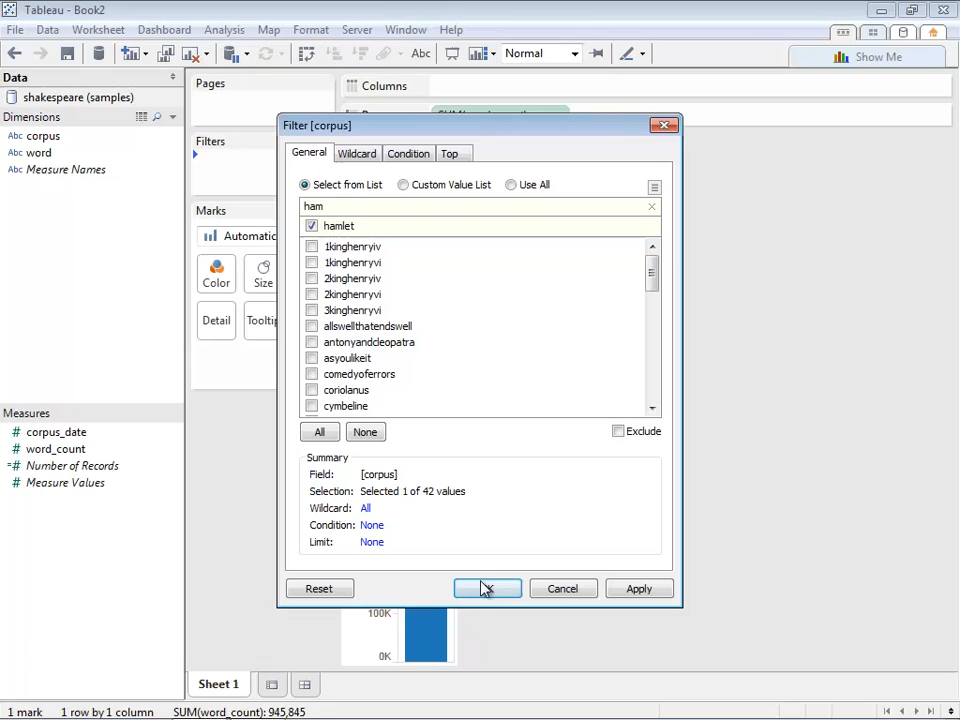 Tableau - Book2
File Data Worksheet Dashboard Analysis Map Format Server Window Help
Abc Normal Show Me
Data
shakespeare (samples)
Dimensions
Abc corpus
Abc word
Abc Measure Names
Measures
# corpus_date
# word_count
=# Number of Records
# Measure Values
Pages
Filters
Marks
Automatic
Color Size
Detail Tooltip
Columns
Filter [corpus]
General Wildcard Condition Top
Select from List Custom Value List Use All
ham
hamlet
1kinghenryiv
1kinghenryvi
2kinghenryiv
2kinghenryvi
3kinghenryvi
allswellthatendswell
antonyandcleopatra
asyoulikeit
comedyoferrors
coriolanus
cymbeline
All None Exclude
Summary
Field: [corpus]
Selection: Selected 1 of 42 values
Wildcard: All
Condition: None
Limit: None
Reset Cancel Apply
100K
0K
Sheet 1
1 mark 1 row by 1 column SUM(word_count): 945,845